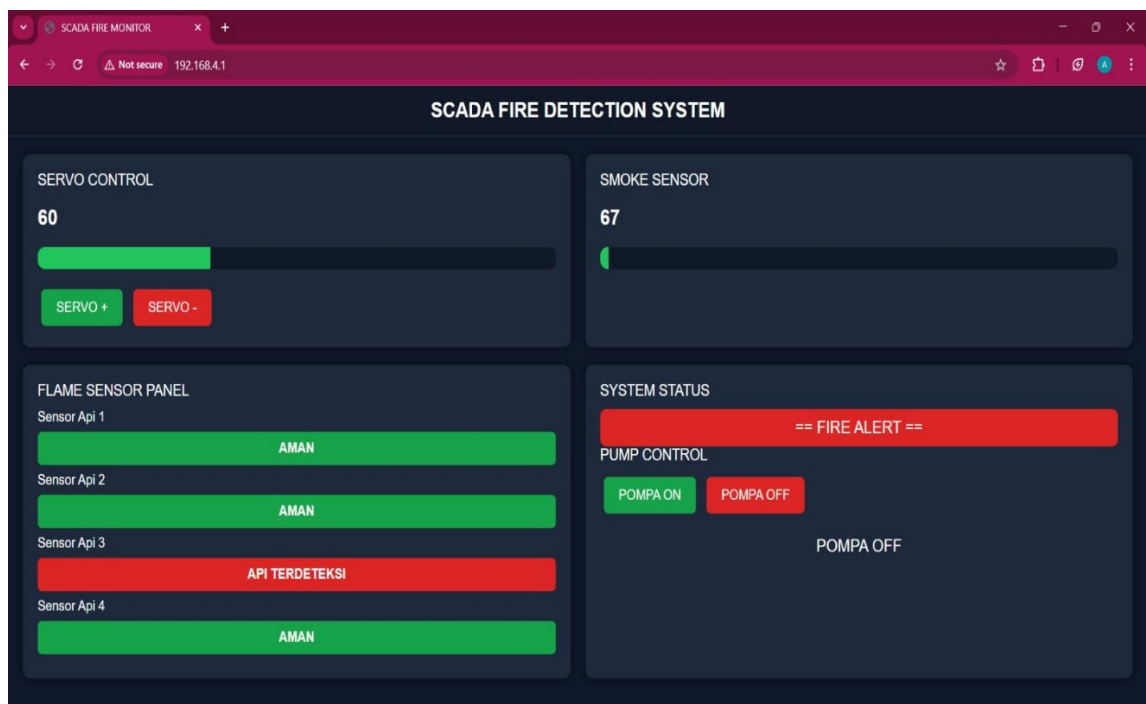 SCADA FIRE MONITOR
Not secure 192.168.4.1
A
SCADA FIRE DETECTION SYSTEM
SERVO CONTROL
60
SERVO + SERVO -
SMOKE SENSOR
67
FLAME SENSOR PANEL
Sensor Api 1
AMAN
Sensor Api 2
AMAN
Sensor Api 3
API TERDETEKSI
Sensor Api 4
AMAN
SYSTEM STATUS
== FIRE ALERT ==
PUMP CONTROL
POMPA ON POMPA OFF
POMPA OFF